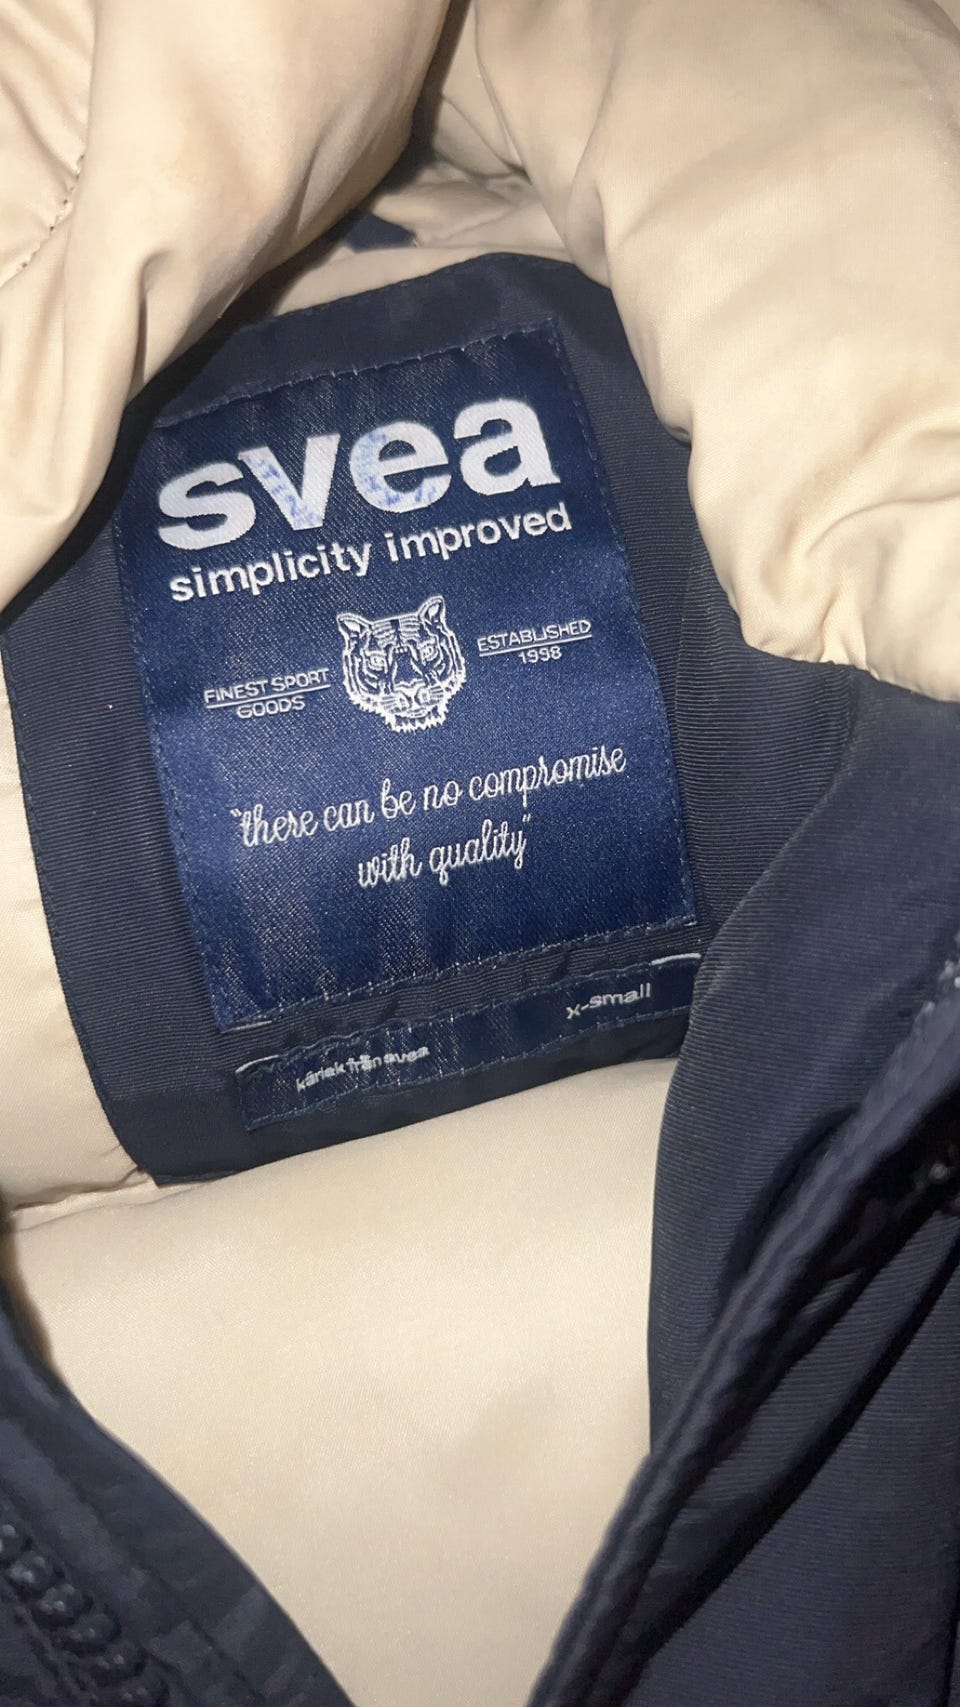 svea
simplicity improved
FINEST SPORT
GOODS
ESTABLISHED
1998
"there can be no compromise
with quality"
x-small
kärlek från svea